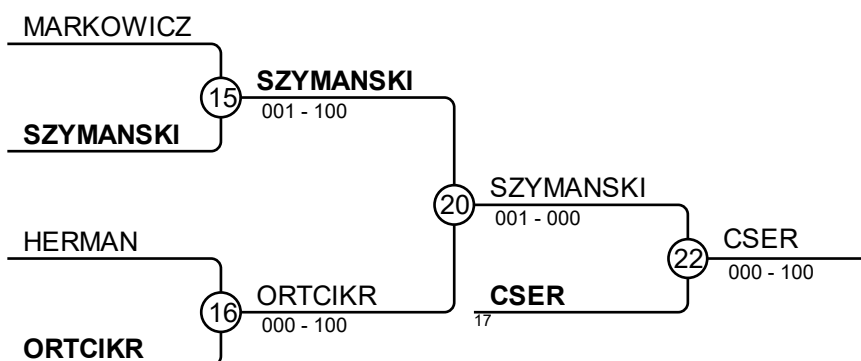 MARKOWICZ
15
SZYMANSKI
001 - 100
SZYMANSKI
20
SZYMANSKI
001 - 000
HERMAN
22
CSER
000 - 100
16
ORTCIKR
000 - 100
CSER
17
ORTCIKR